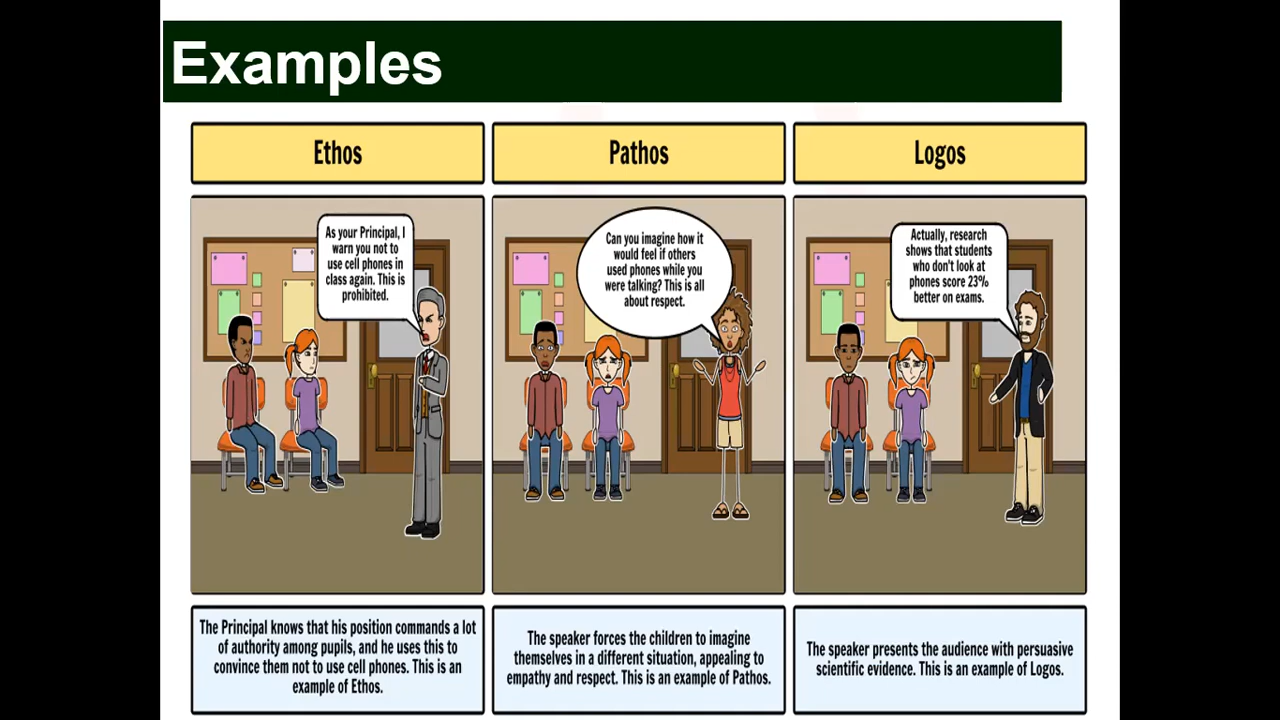 Examples
Ethos
Pathos
Logos
As your Principal, I
warn you not to
use cell phones in
class again. This is
prohibited.
Can you imagine how it
would feel if others
used phones while you
were talking? This is all
about respect.
Actually, research
shows that students
who don't look at
phones score 23%
better on exams.
The Principal knows that his position commands a lot
of authority among pupils, and he uses this to
convince them not to use cell phones. This is an
example of Ethos.
The speaker forces the children to imagine
themselves in a different situation, appealing to
empathy and respect. This is an example of Pathos.
The speaker presents the audience with persuasive
scientific evidence. This is an example of Logos.